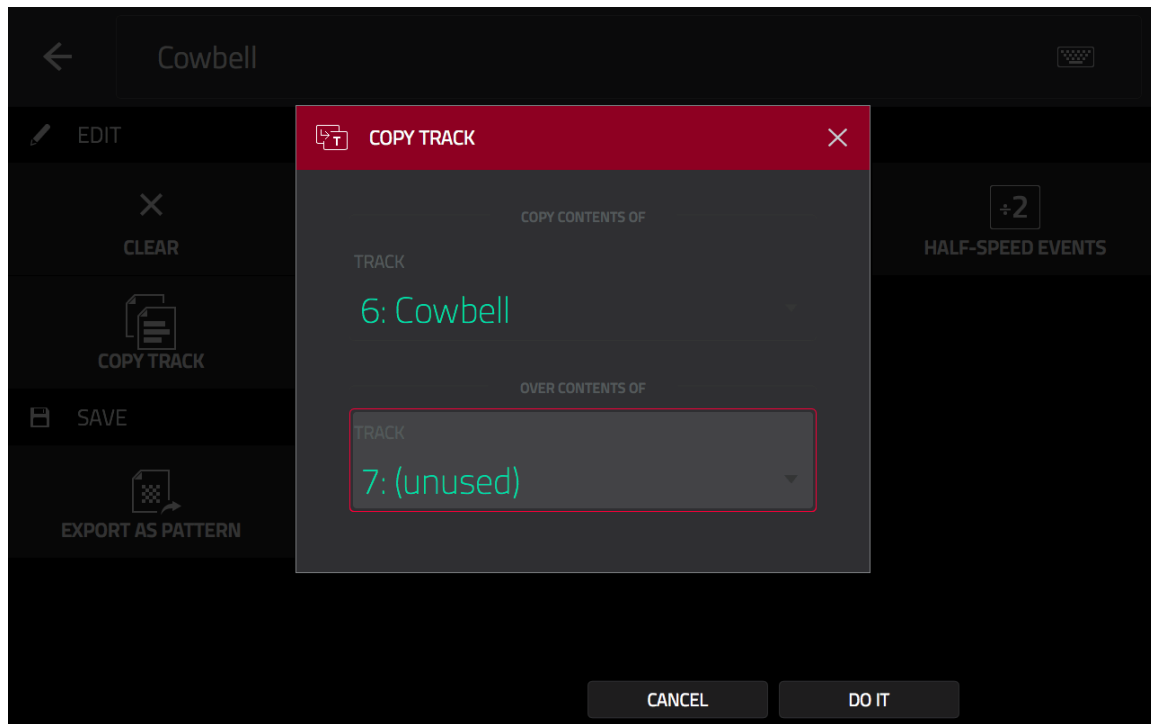 Cowbell
EDIT
T COPY TRACK
CLEAR
COPY CONTENTS OF
÷2
HALF-SPEED EVENTS
TRACK
6: Cowbell
COPY TRACK
OVER CONTENTS OF
SAVE
TRACK
7: (unused)
EXPORT AS PATTERN
CANCEL
DO IT